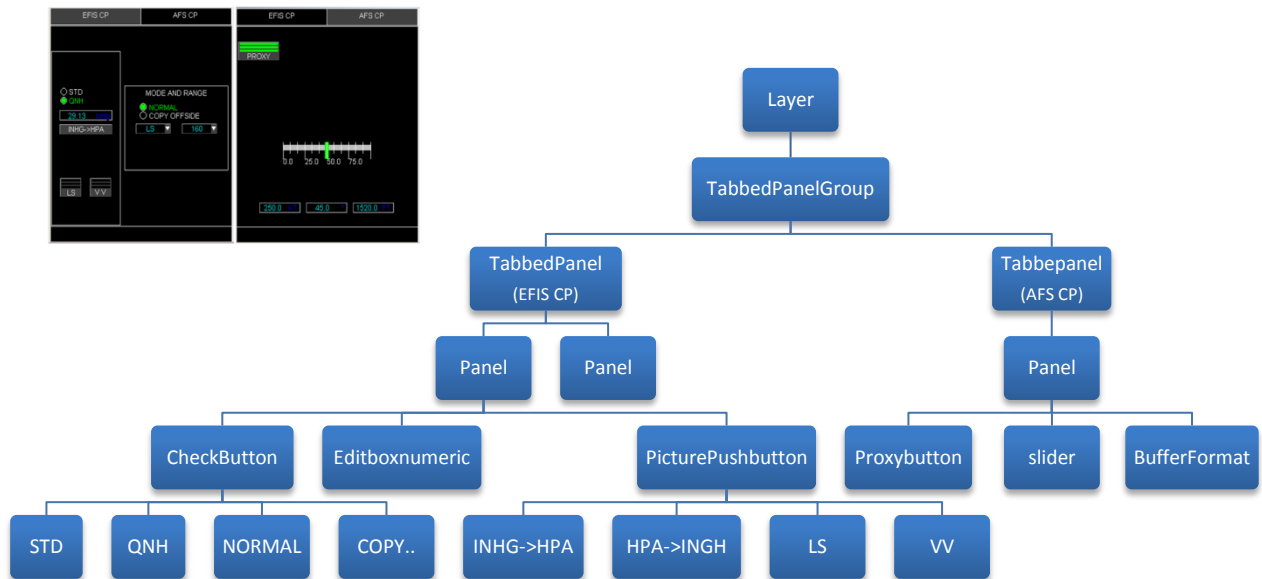 EFIS CP
AFS CP
STD
QNH
29.13
INHG->HPA
LS
VV
MODE AND RANGE
NORMAL
COPY OFFSIDE
LS
160
EFIS CP
AFS CP
PROXY
0.0 25.0 50.0 75.0
250.0
45.0
1520.0
Layer
TabbedPanelGroup
TabbedPanel
(EFIS CP)
Tabbepanel
(AFS CP)
Panel
Panel
Panel
CheckButton
Editboxnumeric
PicturePushbutton
Proxybutton
slider
BufferFormat
STD
QNH
NORMAL
COPY..
INHG->HPA
HPA->INGH
LS
VV